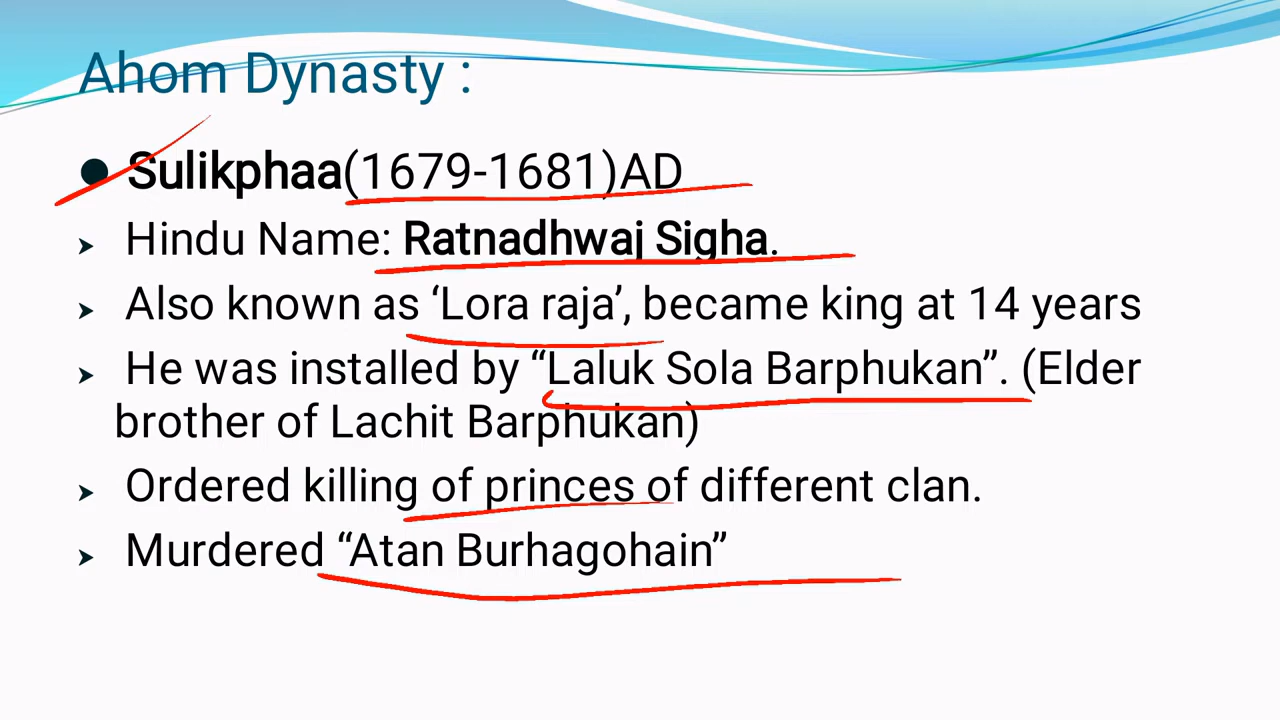 Ahom Dynasty :
● Sulikphaa(1679-1681)AD
➤ Hindu Name: Ratnadhwaj Sigha.
➤ Also known as ‘Lora raja’, became king at 14 years
➤ He was installed by “Laluk Sola Barphukan”. (Elder
brother of Lachit Barphukan)
➤ Ordered killing of princes of different clan.
➤ Murdered “Atan Burhagohain”